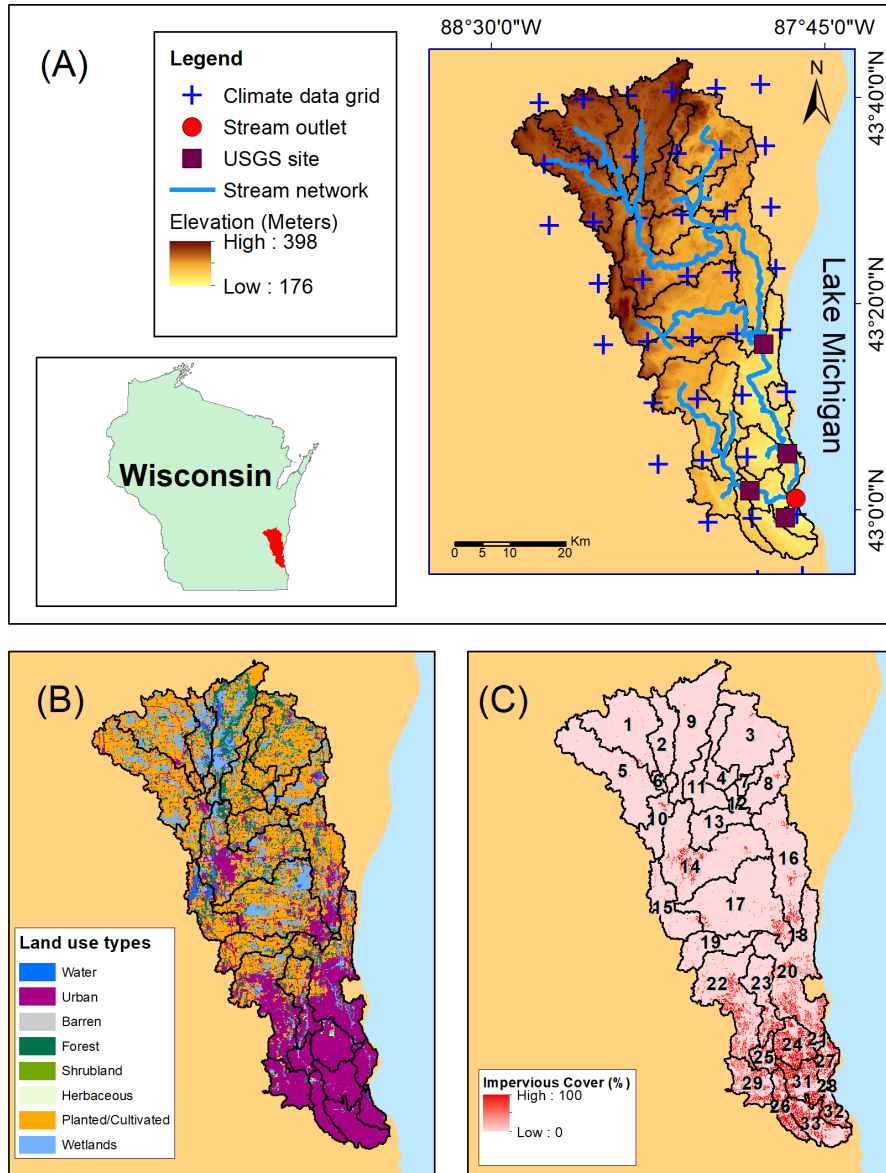 (A)
Legend
Climate data grid
Stream outlet
USGS site
Stream network
Elevation (Meters)
High : 398
Low : 176
88°30'0"W
87°45'0"W
N
43°40'0"N
43°20'0"N
43°0'0"N
Lake Michigan
Km
0 5 10 20
Wisconsin
(B)
Land use types
Water
Urban
Barren
Forest
Shrubland
Herbaceous
Planted/Cultivated
Wetlands
(C)
1
9
2
3
5
6
4
7
8
11
12
10
13
16
14
17
15
18
19
20
22
23
21
24
25
27
29
31
28
26
32
33
Impervious Cover (%)
High : 100
Low : 0